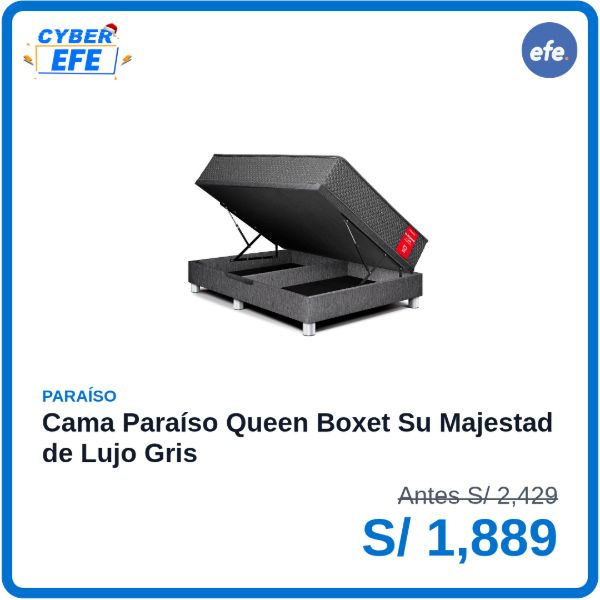 CYBER
EFE
efe.
PARAÍSO
Cama Paraíso Queen Boxet Su Majestad
de Lujo Gris
Antes S/ 2,429
S/ 1,889